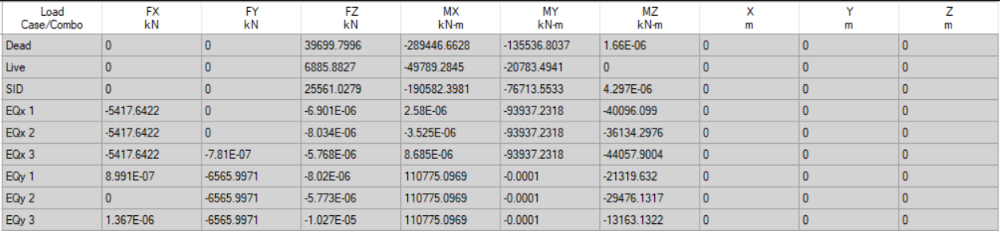 Load Case/Combo FX kN FY kN FZ kN MX kN-m MY kN-m MZ kN-m X m Y m Z m
Dead 0 0 39699.7996 -289446.6628 -135536.8037 1.66E-06 0 0 0
Live 0 0 6885.8827 -49789.2845 -20783.4941 0 0 0 0
SID 0 0 25561.0279 -190582.3981 -76713.5533 4.297E-06 0 0 0
EQx 1 -5417.6422 0 -6.901E-06 2.58E-06 -93937.2318 -40096.099 0 0 0
EQx 2 -5417.6422 0 -8.034E-06 -3.525E-06 -93937.2318 -36134.2976 0 0 0
EQx 3 -5417.6422 -7.81E-07 -5.768E-06 8.685E-06 -93937.2318 -44057.9004 0 0 0
EQy 1 8.991E-07 -6565.9971 -8.02E-06 110775.0969 -0.0001 -21319.632 0 0 0
EQy 2 0 -6565.9971 -5.773E-06 110775.0969 -0.0001 -29476.1317 0 0 0
EQy 3 1.367E-06 -6565.9971 -1.027E-05 110775.0969 -0.0001 -13163.1322 0 0 0